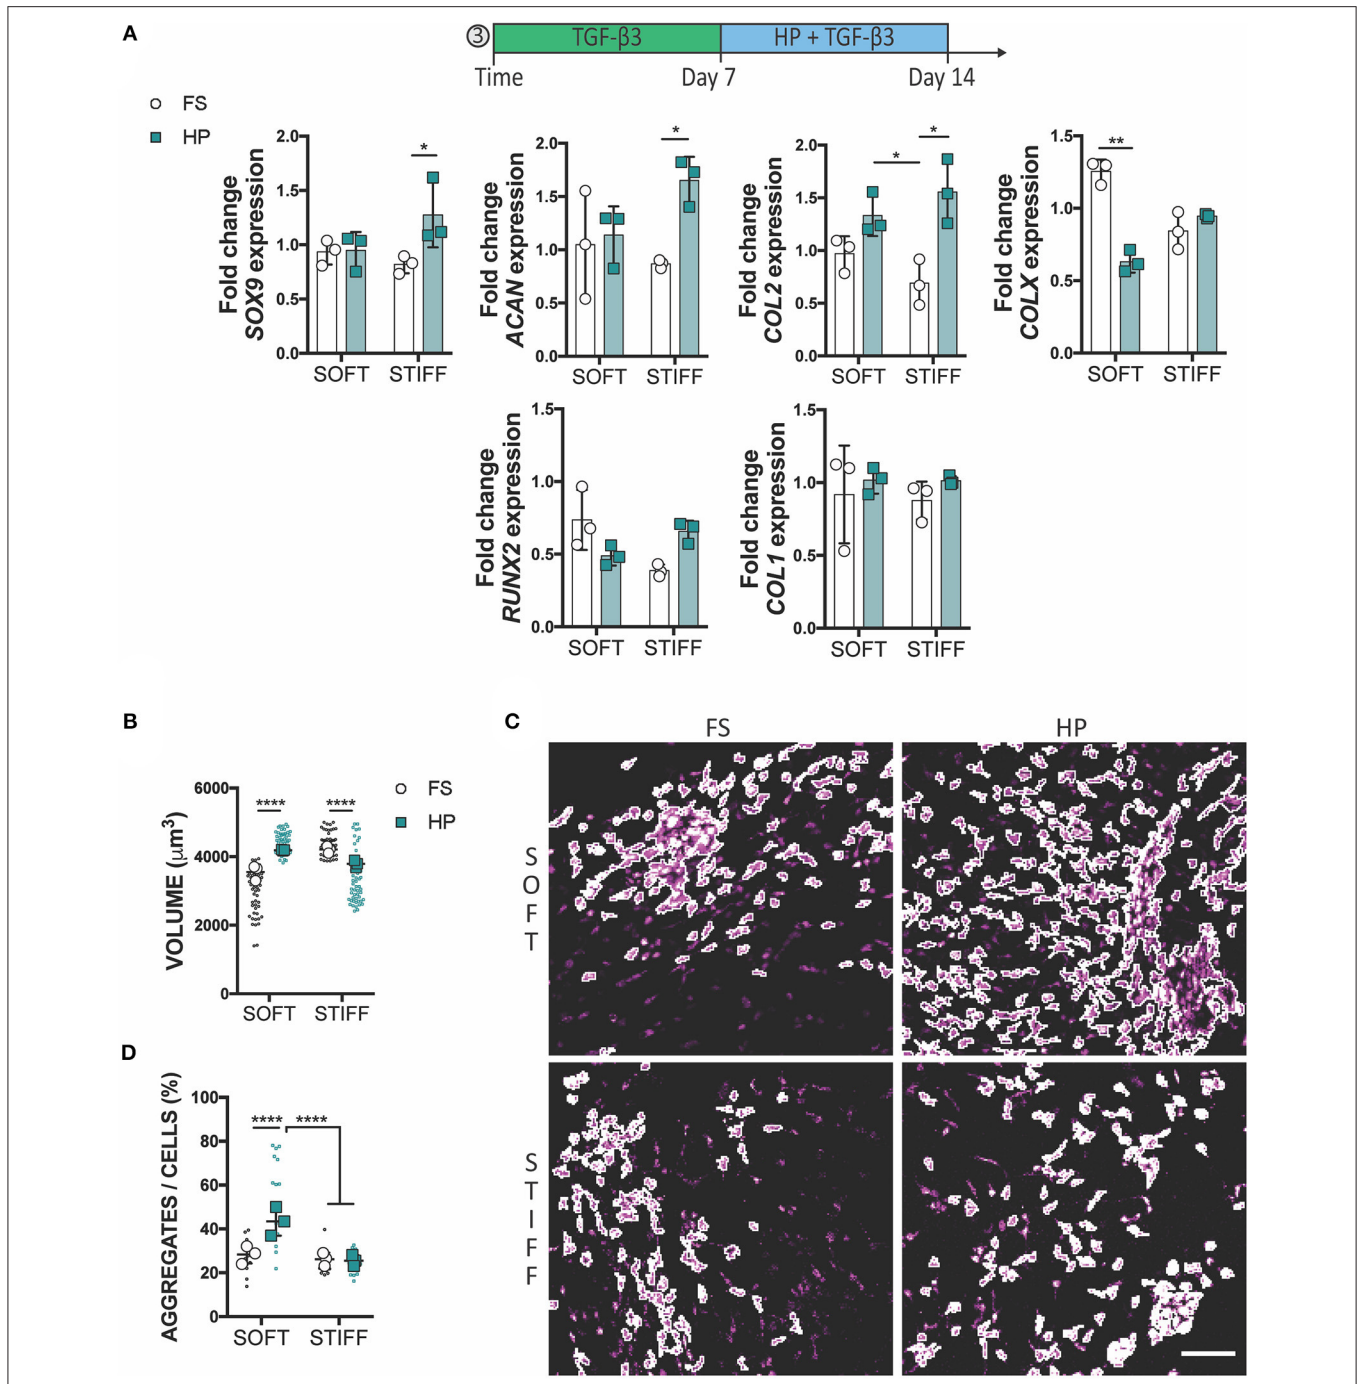 A
③ TGF-β3 HP + TGF-β3
Time Day 7 Day 14
FS
HP
Fold change
SOX9 expression
2.0
1.5
1.0
0.5
0.0
*
SOFT STIFF
Fold change
ACAN expression
2.0
1.5
1.0
0.5
0.0
*
SOFT STIFF
Fold change
COL2 expression
2.0
1.5
1.0
0.5
0.0
* *
SOFT STIFF
Fold change
COLX expression
1.5
1.0
0.5
0.0
**
SOFT STIFF
Fold change
RUNX2 expression
1.5
1.0
0.5
0.0
SOFT STIFF
Fold change
COL1 expression
1.5
1.0
0.5
0.0
SOFT STIFF
B
VOLUME (µm³)
6000
4000
2000
0
**** ****
SOFT STIFF
FS
HP
C
FS HP
SOFT
STIFF
D
AGGREGATES / CELLS (%)
100
80
60
40
20
0
**** ****
SOFT STIFF